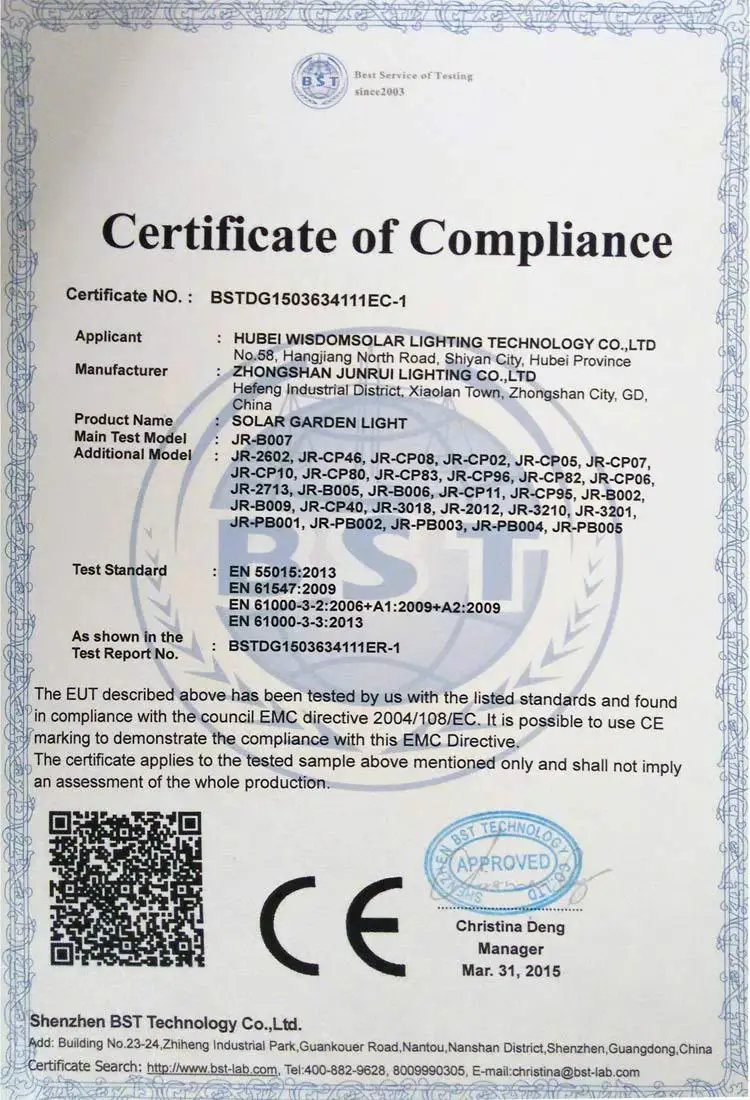 BST
Best Service of Testing
since2003
Certificate of Compliance
Certificate NO. : BSTDG1503634111EC-1
Applicant : HUBEI WISDOMSOLAR LIGHTING TECHNOLOGY CO.,LTD
No.58, Hangjiang North Road, Shiyan City, Hubei Province
Manufacturer : ZHONGSHAN JUNRUI LIGHTING CO.,LTD
Hefeng Industrial District, Xiaolan Town, Zhongshan City, GD,
China
Product Name : SOLAR GARDEN LIGHT
Main Test Model : JR-B007
Additional Model : JR-2602, JR-CP46, JR-CP08, JR-CP02, JR-CP05, JR-CP07,
JR-CP10, JR-CP80, JR-CP83, JR-CP96, JR-CP82, JR-CP06,
JR-2713, JR-B005, JR-B006, JR-CP11, JR-CP95, JR-B002,
JR-B009, JR-CP40, JR-3018, JR-2012, JR-3210, JR-3201,
JR-PB001, JR-PB002, JR-PB003, JR-PB004, JR-PB005
BST
Test Standard : EN 55015:2013
EN 61547:2009
EN 61000-3-2:2006+A1:2009+A2:2009
EN 61000-3-3:2013
As shown in the
Test Report No. : BSTDG1503634111ER-1
The EUT described above has been tested by us with the listed standards and found
in compliance with the council EMC directive 2004/108/EC. It is possible to use CE
marking to demonstrate the compliance with this EMC Directive.
The certificate applies to the tested sample above mentioned only and shall not imply
an assessment of the whole production.
CE
SHENZHEN BST TECHNOLOGY CO.,LTD
APPROVED
Christina Deng
Manager
Mar. 31, 2015
Shenzhen BST Technology Co.,Ltd.
Add: Building No.23-24,Zhiheng Industrial Park,Guankouer Road,Nantou,Nanshan District,Shenzhen,Guangdong,China
Certificate Search: http://www.bst-lab.com, Tel:400-882-9628, 8009990305, E-mail:christina@bst-lab.com